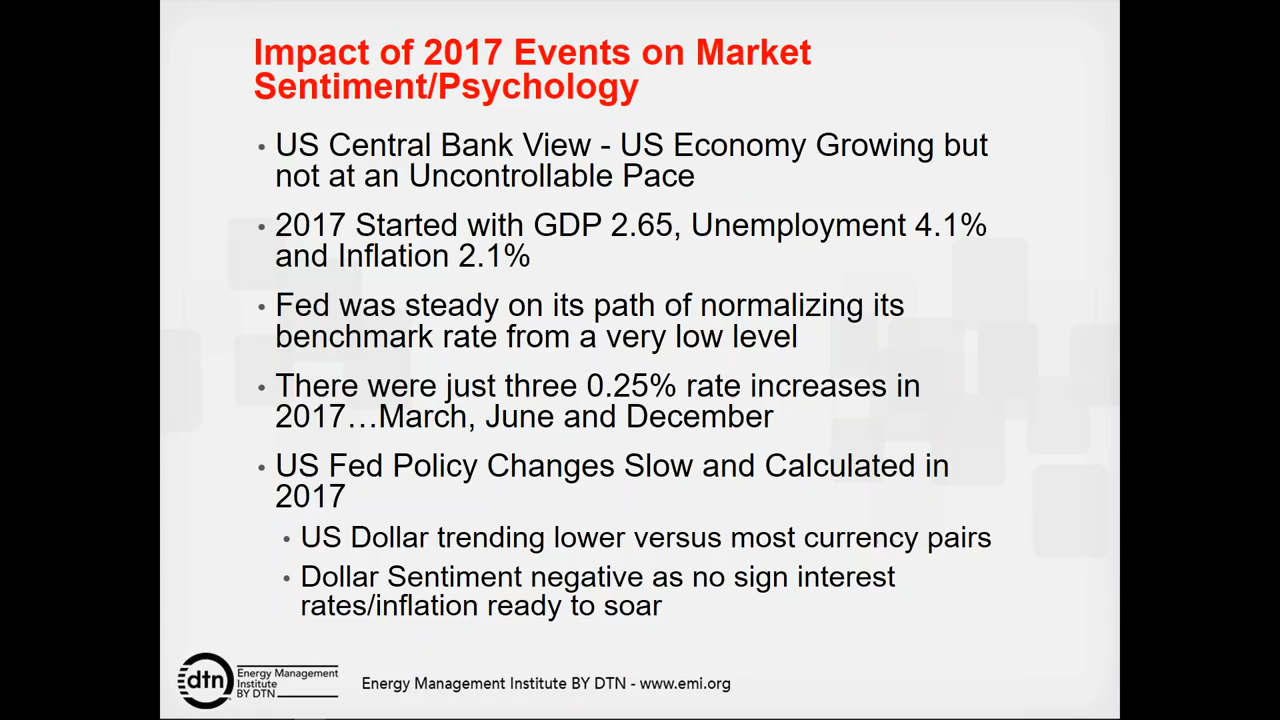 Impact of 2017 Events on Market
Sentiment/Psychology
• US Central Bank View - US Economy Growing but
not at an Uncontrollable Pace
• 2017 Started with GDP 2.65, Unemployment 4.1%
and Inflation 2.1%
• Fed was steady on its path of normalizing its
benchmark rate from a very low level
• There were just three 0.25% rate increases in
2017…March, June and December
• US Fed Policy Changes Slow and Calculated in
2017
• US Dollar trending lower versus most currency pairs
• Dollar Sentiment negative as no sign interest
rates/inflation ready to soar
dtn
Energy Management
Institute
BY DTN
Energy Management Institute BY DTN - www.emi.org